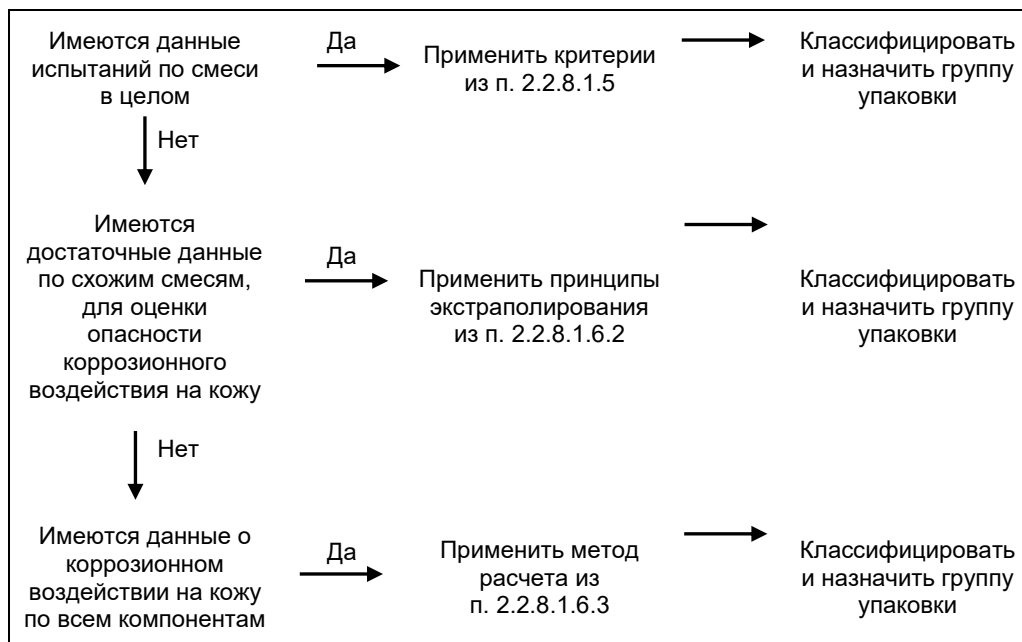 Имеются данные
испытаний по смеси
в целом
Да
Применить критерии
из п. 2.2.8.1.5
Классифицировать
и назначить группу
упаковки
Нет
Имеются
достаточные данные
по схожим смесям,
для оценки
опасности
коррозионного
воздействия на кожу
Да
Применить принципы
экстраполирования
из п. 2.2.8.1.6.2
Классифицировать
и назначить группу
упаковки
Нет
Имеются данные о
коррозионном
воздействии на кожу
по всем компонентам
Да
Применить метод
расчета из
п. 2.2.8.1.6.3
Классифицировать
и назначить группу
упаковки